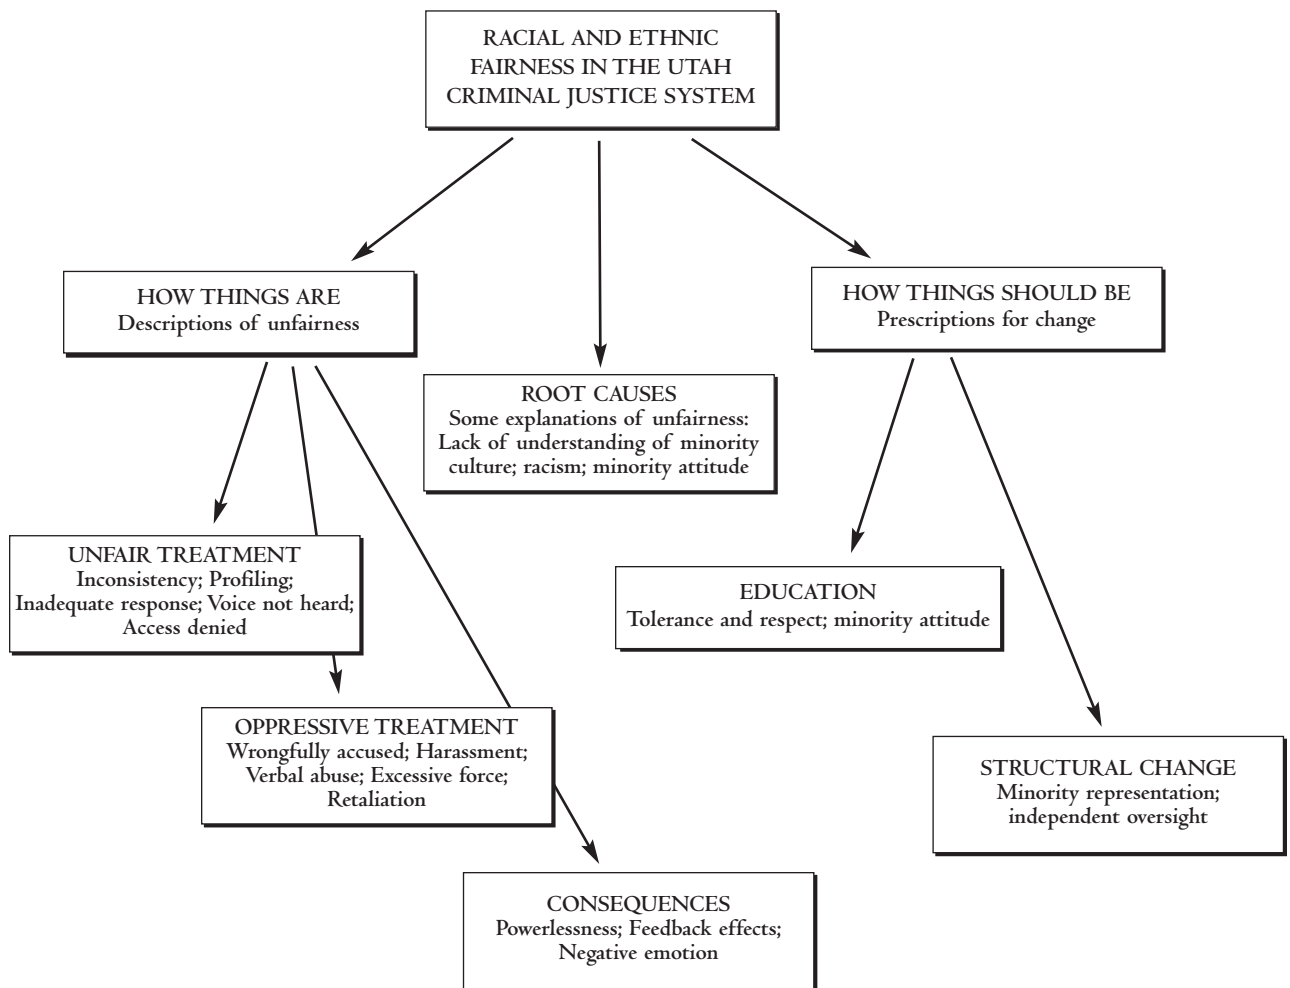 RACIAL AND ETHNIC
FAIRNESS IN THE UTAH
CRIMINAL JUSTICE SYSTEM
HOW THINGS ARE
Descriptions of unfairness
HOW THINGS SHOULD BE
Prescriptions for change
ROOT CAUSES
Some explanations of unfairness:
Lack of understanding of minority
culture; racism; minority attitude
UNFAIR TREATMENT
Inconsistency; Profiling;
Inadequate response; Voice not heard;
Access denied
EDUCATION
Tolerance and respect; minority attitude
OPPRESSIVE TREATMENT
Wrongfully accused; Harassment;
Verbal abuse; Excessive force;
Retaliation
STRUCTURAL CHANGE
Minority representation;
independent oversight
CONSEQUENCES
Powerlessness; Feedback effects;
Negative emotion